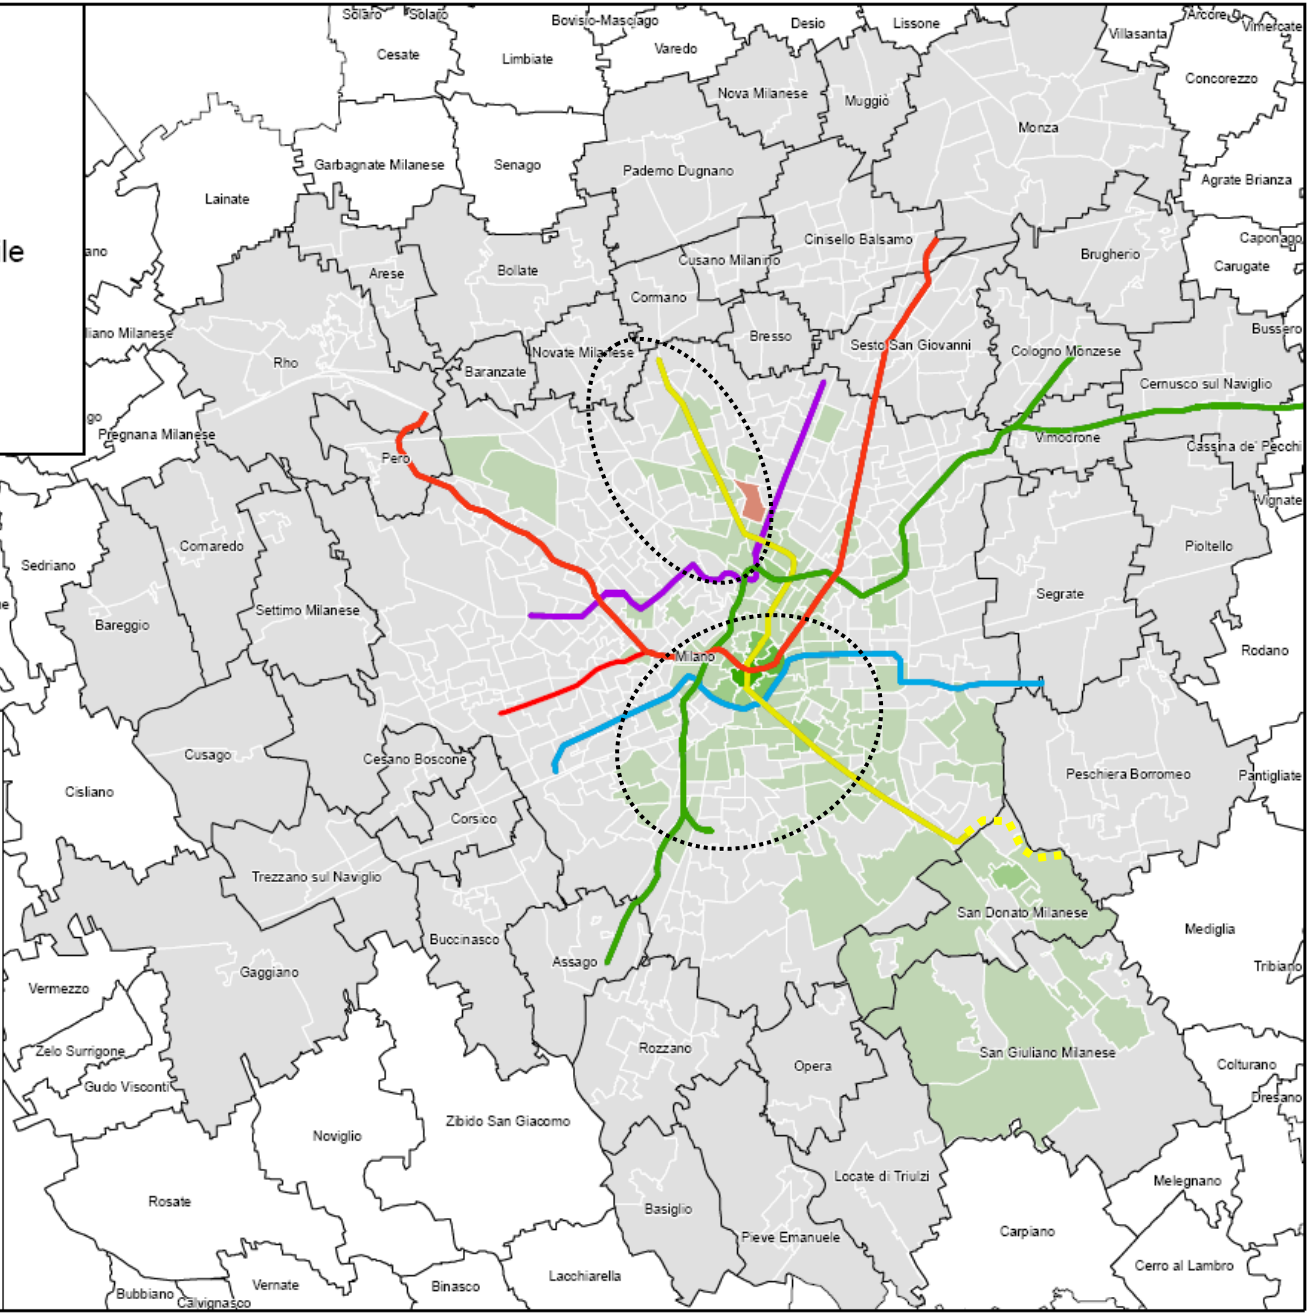 Solaro
Solaro
Bovisio-Masciago
Desio
Lissone
Arcore
Vimercate
Villasanta
Cesate
Limbiate
Varedo
Concorezzo
Nova Milanese
Muggiò
Monza
Garbagnate Milanese
Senago
Paderno Dugnano
Agrate Brianza
Lainate
Cinisello Balsamo
Caponago
le
ano
Arese
Bollate
Cusano Milanino
Brugherio
Carugate
Cormano
liano Milanese
Bussero
Rho
Novate Milanese
Bresso
Sesto San Giovanni
Cologno Monzese
Baranzate
Cernusco sul Naviglio
go
Pregnana Milanese
Vimodrone
Cassina de' Pecchi
Pero
Vignate
Cornaredo
Pioltello
Sedriano
Settimo Milanese
Segrate
Bareggio
Milano
Rodano
Cusago
Cesano Boscone
Peschiera Borromeo
Pantigliate
Cisliano
Corsico
Trezzano sul Naviglio
San Donato Milanese
Mediglia
Buccinasco
Assago
Gaggiano
Tribiano
Vermezzo
Zelo Surrigone
Rozzano
San Giuliano Milanese
Opera
Colturano
Gudo Visconti
Dresano
Zibido San Giacomo
Noviglio
Locate di Triulzi
Melegnano
Rosate
Basiglio
Carpiano
Pieve Emanuele
Cerro al Lambro
Lacchiarella
Vernate
Binasco
Bubbiano
Calvignasco